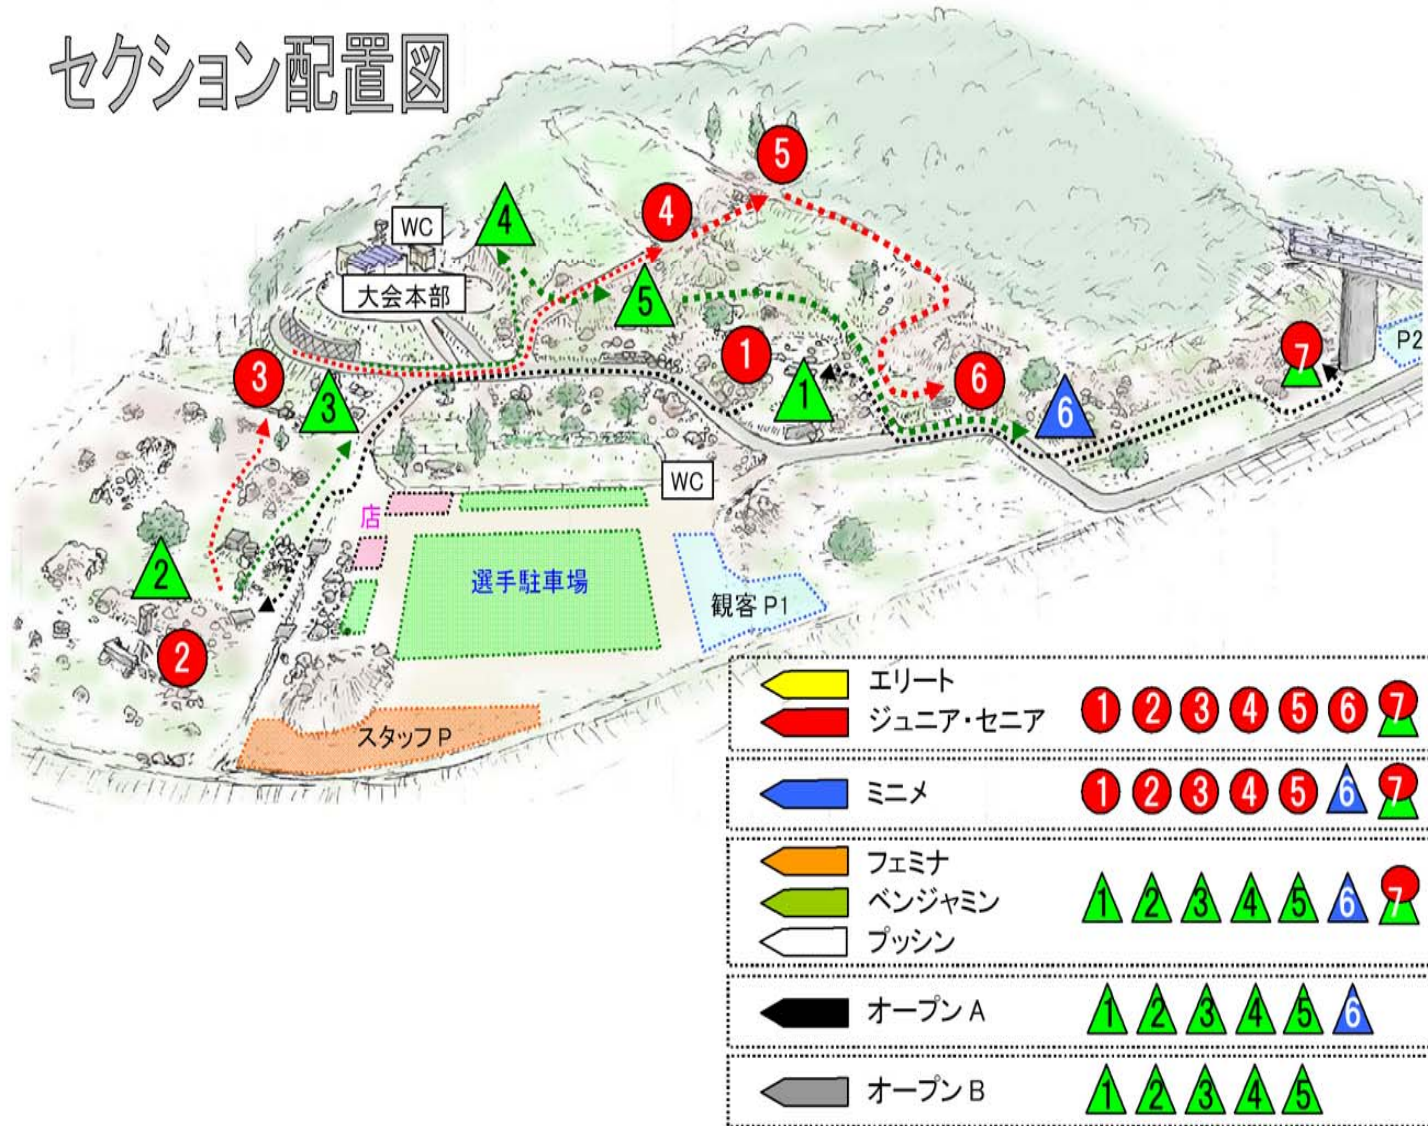 セクション配置図
5
4
4
WC
大会本部
5
1
3
3
1
6
6
7
P2
WC
店
2
選手駐車場
観客 P1
2
スタッフ P
エリート
ジュニア・セニア
1 2 3 4 5 6 7
ミニメ
1 2 3 4 5 6 7
フェミナ
ベンジャミン
プッシン
1 2 3 4 5 6 7
オープン A
1 2 3 4 5 6
オープン B
1 2 3 4 5